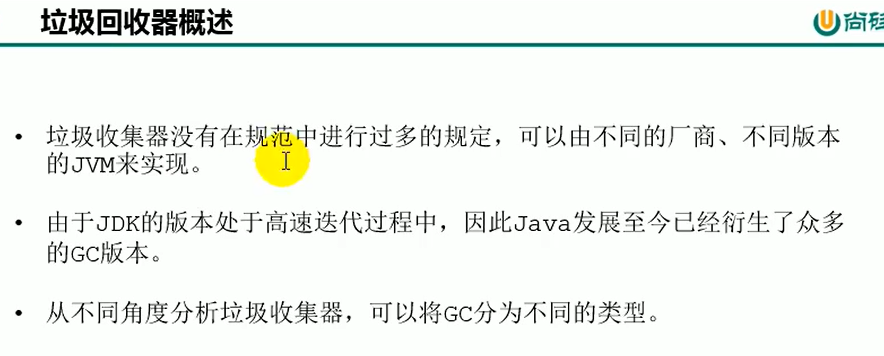 垃圾回收器概述
尚硅
• 垃圾收集器没有在规范中进行过多的规定，可以由不同的厂商、不同版本
的JVM来实现。
• 由于JDK的版本处于高速迭代过程中，因此Java发展至今已经衍生了众多
的GC版本。
• 从不同角度分析垃圾收集器，可以将GC分为不同的类型。